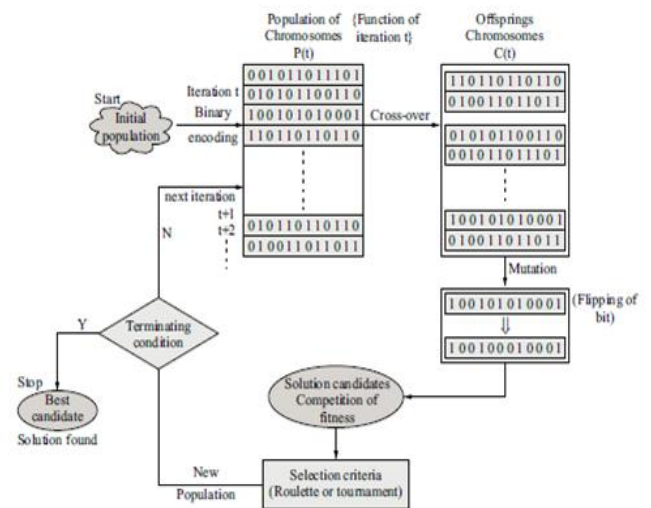 Population of
Chromosomes
P(t)
{Function of
iteration t}
Offsprings
Chromosomes
C(t)
Start
Initial
population
Iteration t
Binary
encoding
001011011101
010101100110
100101010001
110110110110
Cross-over
110110110110
010011011011
010101100110
001011011101
100101010001
010011011011
next iteration
t+1
t+2
N
010110110110
010011011011
Mutation
100101010001
⇓
100100010001
(Flipping of
bit)
Y
Terminating
condition
Stop
Best
candidate
Solution found
Solution candidates
Competition of
fitness
New
Population
Selection criteria
(Roulette or tournament)